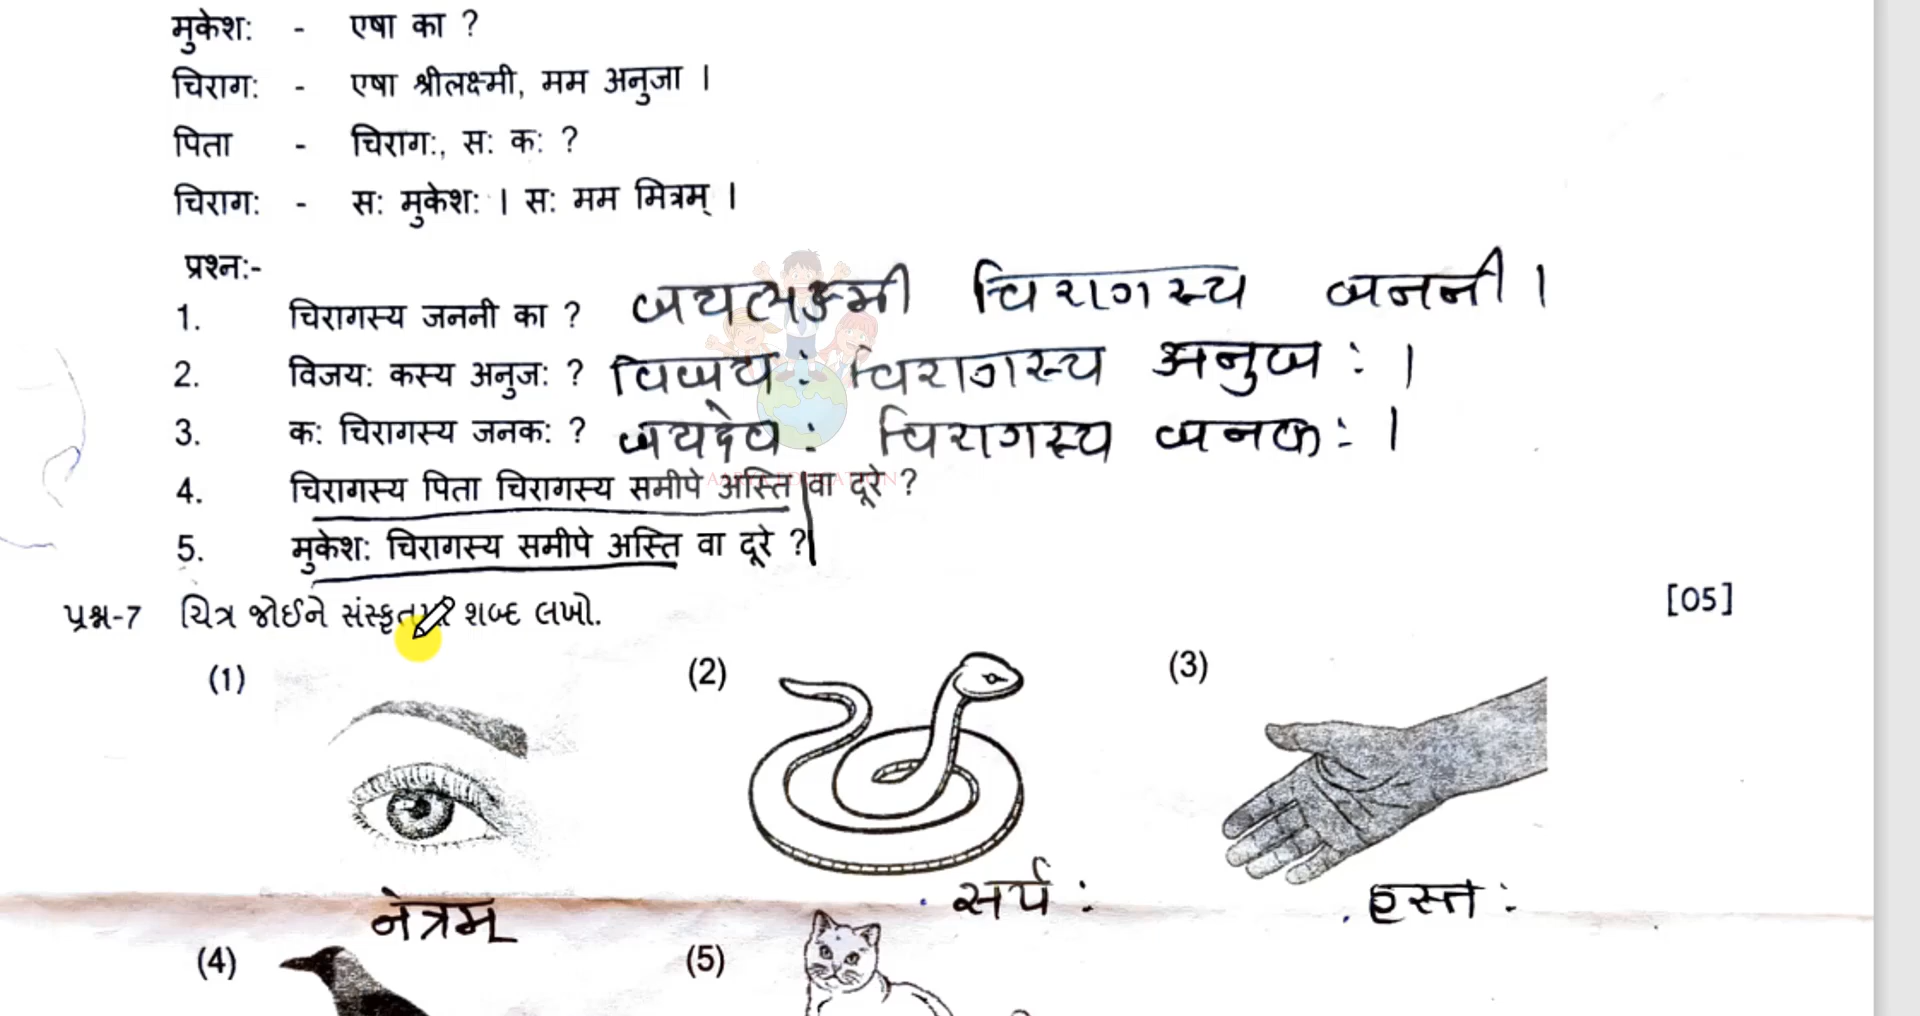 मुकेशः - एषा का ?
चिरागः - एषा श्रीलक्ष्मी, मम अनुजा ।
पिता - चिरागः, सः कः ?
चिरागः - सः मुकेशः । सः मम मित्रम् ।
प्रश्नः-
1. चिरागस्य जननी का ? जयलक्ष्मी चिरागस्य जननी ।
2. विजयः कस्य अनुजः ? विजयः चिरागस्य अनुजः ।
3. कः चिरागस्य जनकः ? जयदेवः चिरागस्य जनकः ।
4. चिरागस्य पिता चिरागस्य समीपे अस्ति वा दूरे ?
5. मुकेशः चिरागस्य समीपे अस्ति वा दूरे ?
પ્રશ્ન-7 ચિત્ર જોઈને સંસ્કૃતમાં શબ્દ લખો. [05]
(1) (2) (3)
नेत्रम् सर्पः हस्तः
(4) (5)